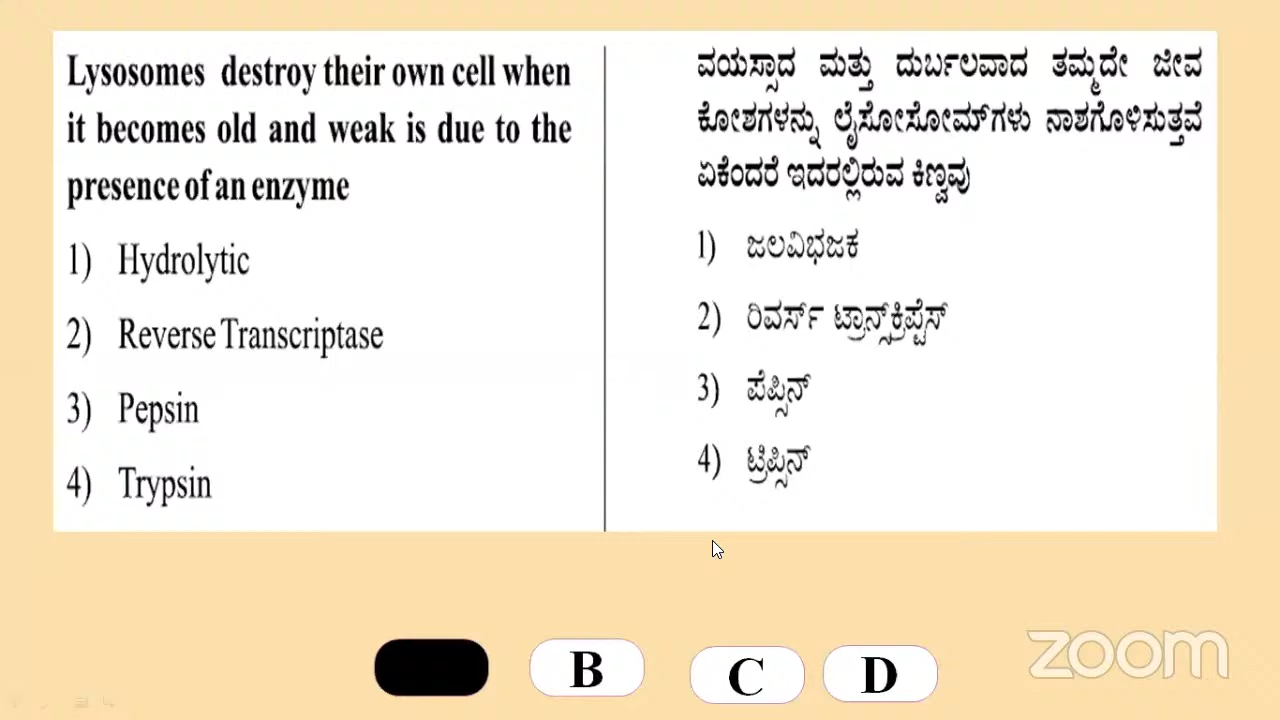 Lysosomes destroy their own cell when
it becomes old and weak is due to the
presence of an enzyme
1) Hydrolytic
2) Reverse Transcriptase
3) Pepsin
4) Trypsin
ವಯಸ್ಸಾದ ಮತ್ತು ದುರ್ಬಲವಾದ ತಮ್ಮದೇ ಜೀವ
ಕೋಶಗಳನ್ನು ಲೈಸೋಸೋಮ್‌ಗಳು ನಾಶಗೊಳಿಸುತ್ತವೆ
ಏಕೆಂದರೆ ಇದರಲ್ಲಿರುವ ಕಿಣ್ವವು
1) ಜಲವಿಭಜಕ
2) ರಿವರ್ಸ್ ಟ್ರಾನ್ಸ್‌ಕ್ರಿಪ್ಟೆಸ್
3) ಪೆಪ್ಸಿನ್
4) ಟ್ರಿಪ್ಸಿನ್
B C D
zoom